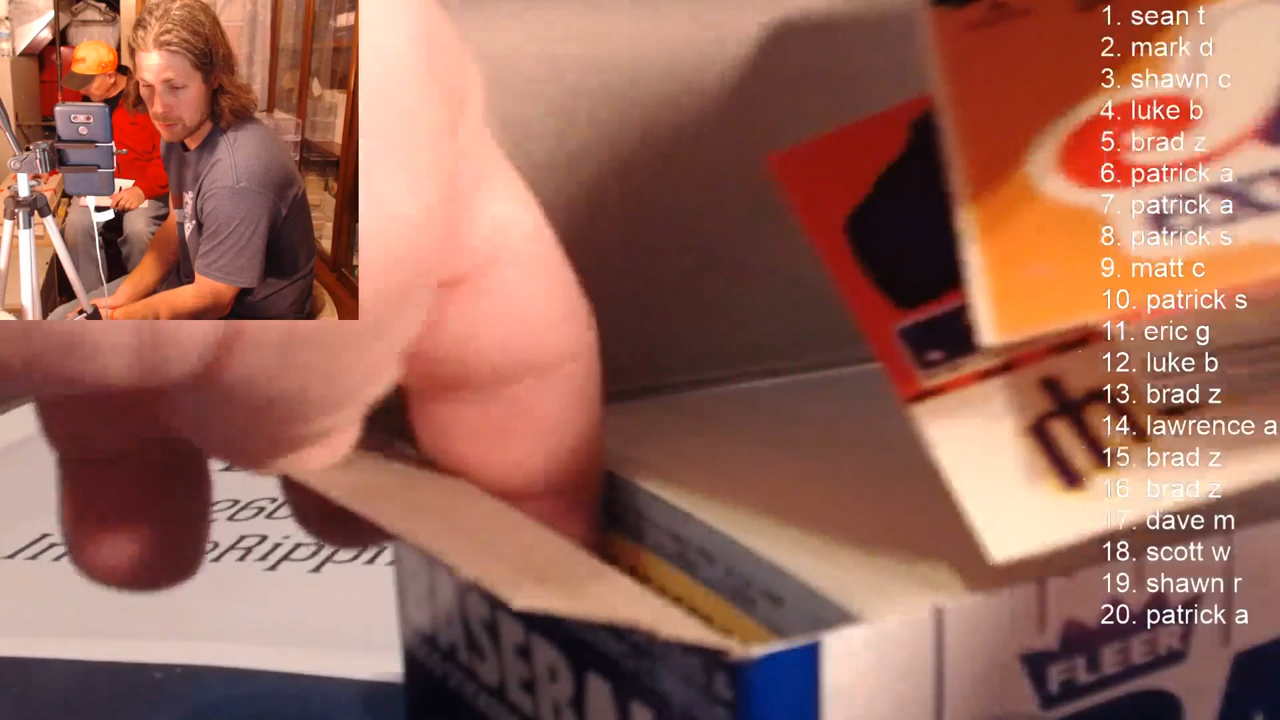 1. sean t
2. mark d
3. shawn c
4. luke b
5. brad z
6. patrick a
7. patrick a
8. patrick s
9. matt c
10. patrick s
11. eric g
12. luke b
13. brad z
14. lawrence a
15. brad z
16. brad z
17. dave m
18. scott w
19. shawn r
20. patrick a
FLEER